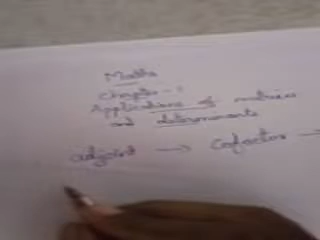 Maths
Chapter - 1
Applications of matrices
and determinants
adjoint → Cofactor →